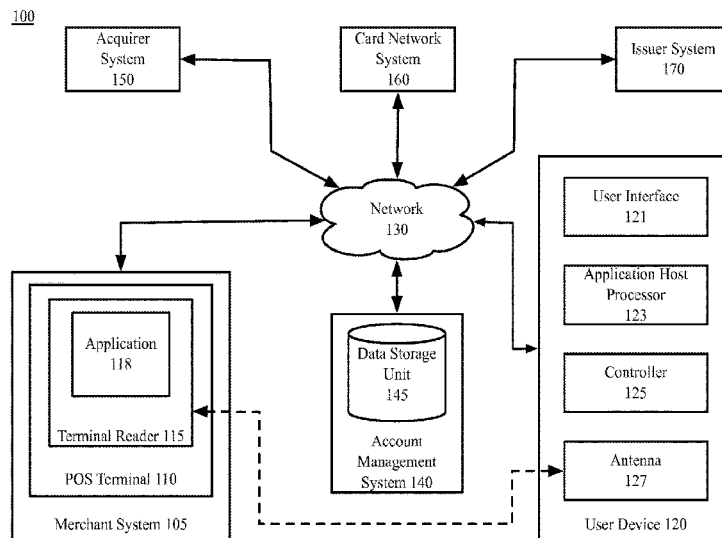 100
Acquirer
System
150
Card Network
System
160
Issuer System
170
Network
130
User Interface
121
Application Host
Processor
123
Controller
125
Antenna
127
User Device 120
Application
118
Terminal Reader 115
POS Terminal 110
Merchant System 105
Data Storage
Unit
145
Account
Management
System 140